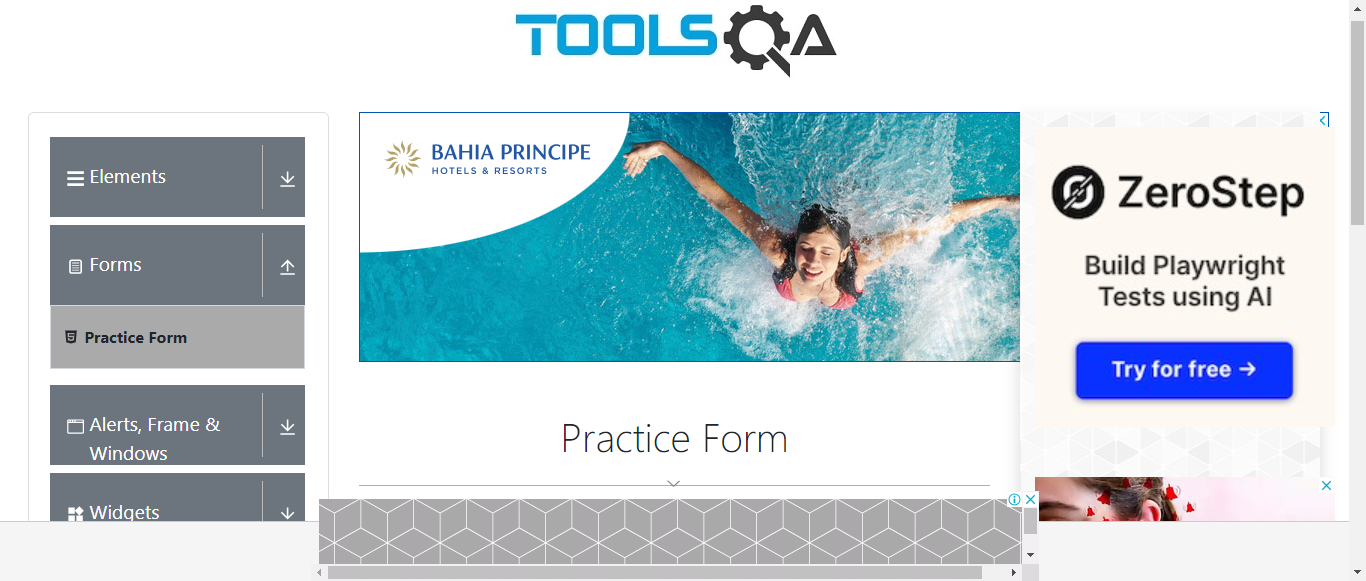 TOOLSQA
Elements
Forms
Practice Form
Alerts, Frame &
Windows
Widgets
BAHIA PRINCIPE
HOTELS & RESORTS
Practice Form
ZeroStep
Build Playwright
Tests using AI
Try for free →